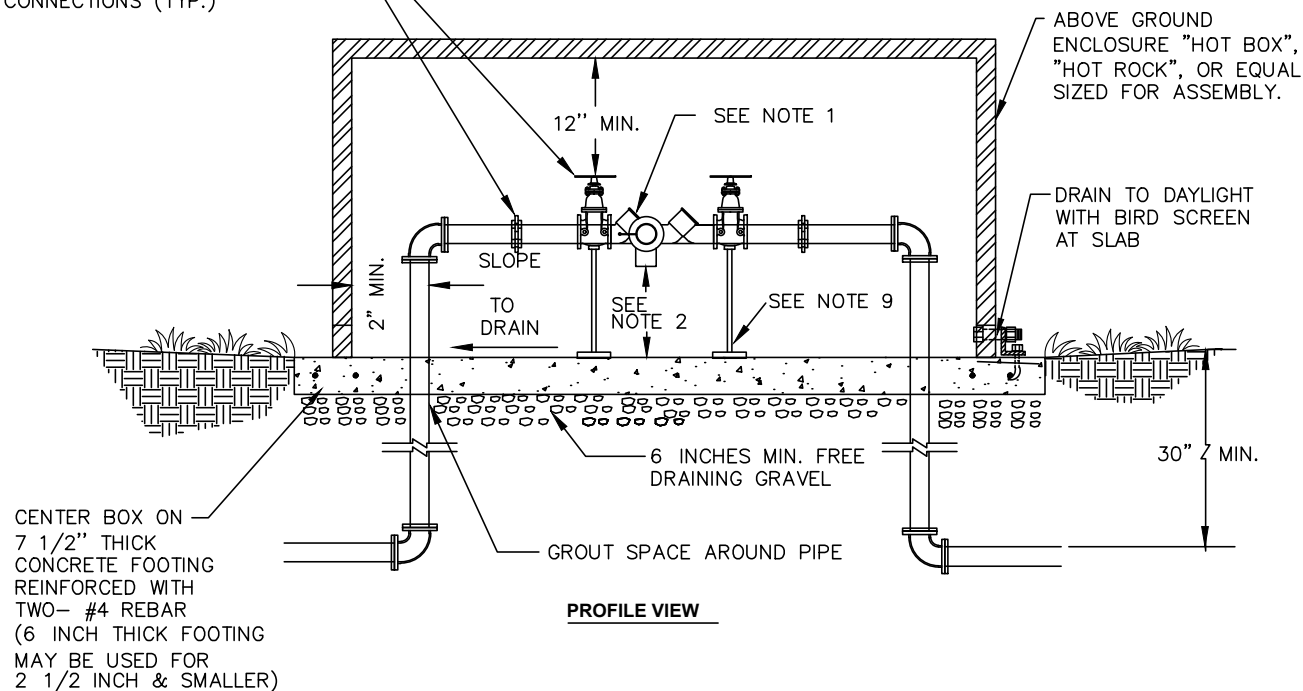 CONNECTIONS (TYP.)
ABOVE GROUND
ENCLOSURE "HOT BOX",
"HOT ROCK", OR EQUAL
SIZED FOR ASSEMBLY.
12" MIN.
SEE NOTE 1
DRAIN TO DAYLIGHT
WITH BIRD SCREEN
AT SLAB
2" MIN.
SLOPE
TO
DRAIN
SEE
NOTE 2
SEE NOTE 9
6 INCHES MIN. FREE
DRAINING GRAVEL
30" MIN.
CENTER BOX ON
7 1/2" THICK
CONCRETE FOOTING
REINFORCED WITH
TWO- #4 REBAR
(6 INCH THICK FOOTING
MAY BE USED FOR
2 1/2 INCH & SMALLER)
GROUT SPACE AROUND PIPE
PROFILE VIEW